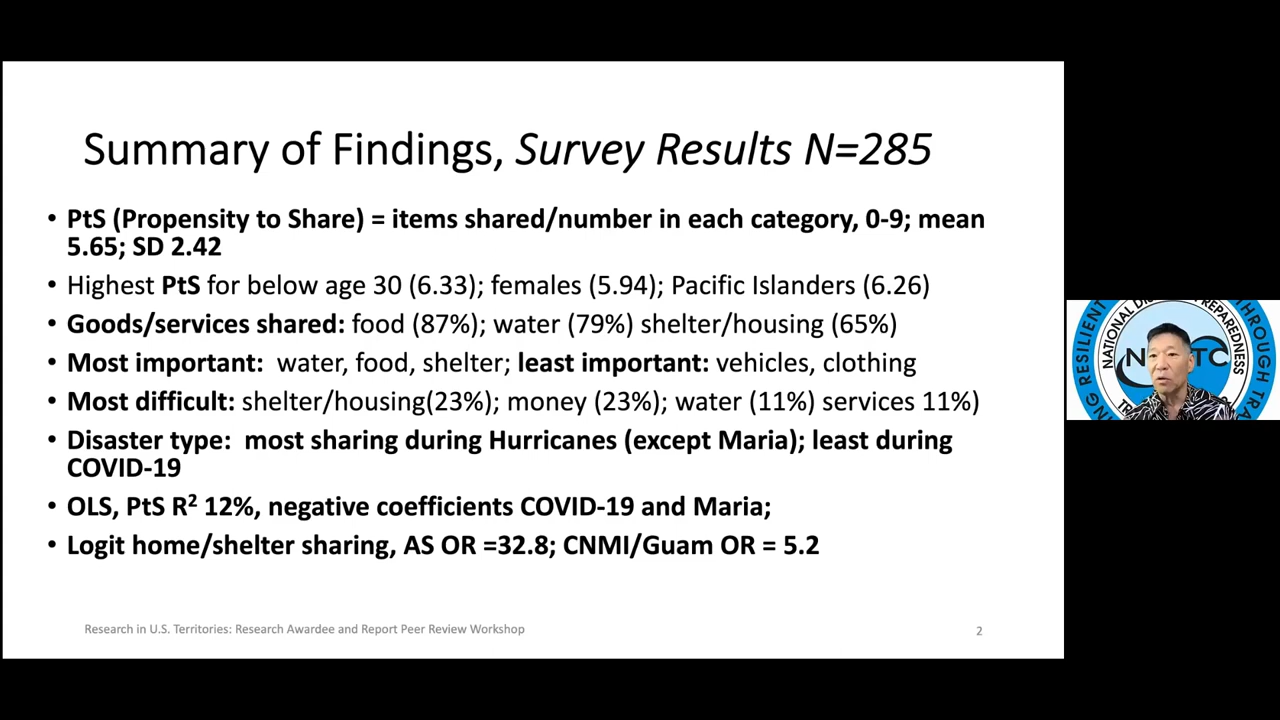 Summary of Findings, Survey Results N=285
• PtS (Propensity to Share) = items shared/number in each category, 0-9; mean
5.65; SD 2.42
• Highest PtS for below age 30 (6.33); females (5.94); Pacific Islanders (6.26)
• Goods/services shared: food (87%); water (79%) shelter/housing (65%)
• Most important: water, food, shelter; least important: vehicles, clothing
• Most difficult: shelter/housing(23%); money (23%); water (11%) services 11%)
• Disaster type: most sharing during Hurricanes (except Maria); least during
COVID-19
• OLS, PtS R² 12%, negative coefficients COVID-19 and Maria;
• Logit home/shelter sharing, AS OR =32.8; CNMI/Guam OR = 5.2
Research in U.S. Territories: Research Awardee and Report Peer Review Workshop
2
RESILIENT
THROUGH
NATIONAL
PREPAREDNESS